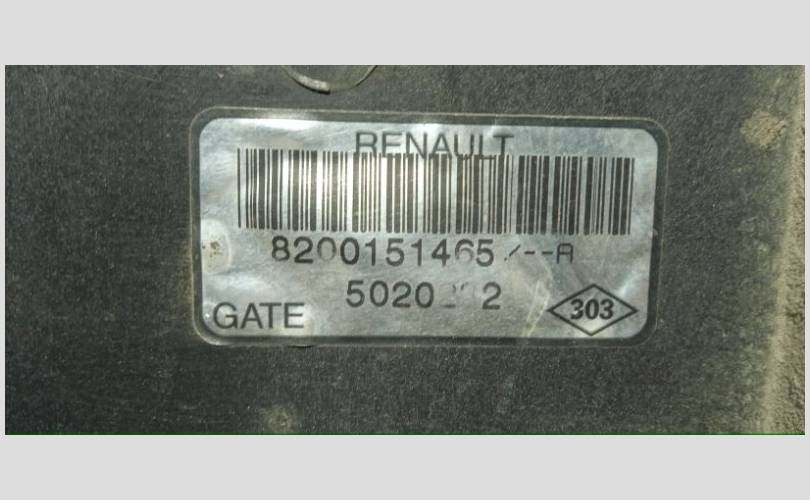 RENAULT
8200151465/--A
GATE
303